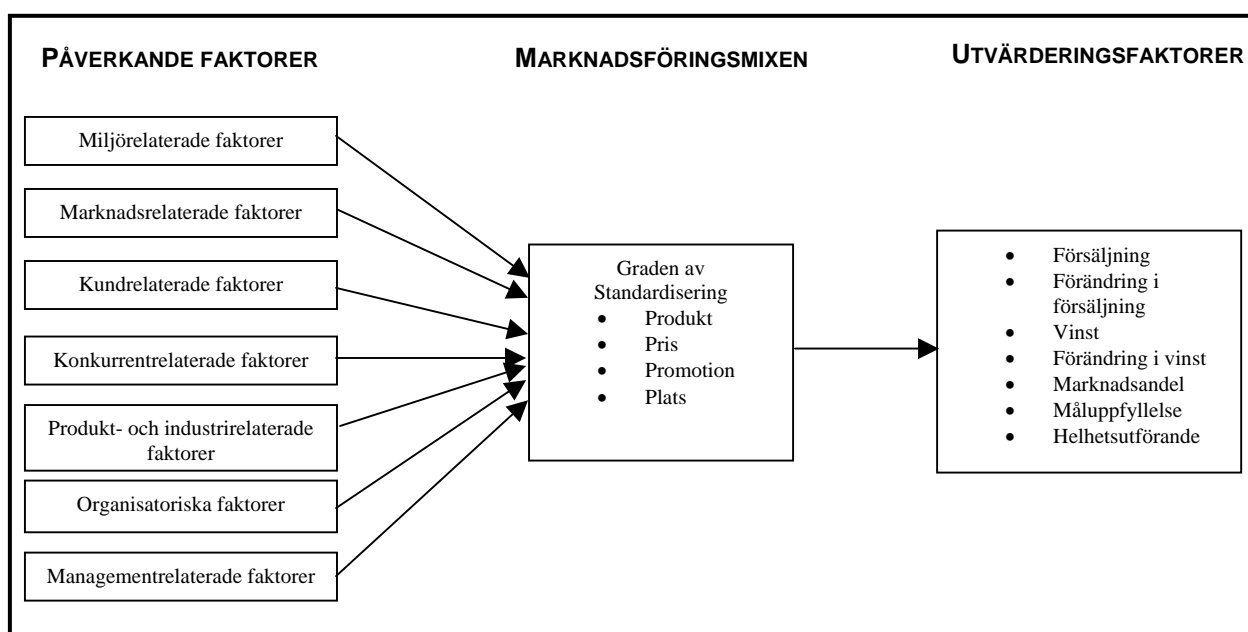 PÅVERKANDE FAKTORER
MARKNADSFÖRINGSMIXEN
UTVÄRDERINGSFAKTORER
Miljörelaterade faktorer
Marknadsrelaterade faktorer
Kundrelaterade faktorer
Konkurrentrelaterade faktorer
Produkt- och industrirelaterade
faktorer
Organisatoriska faktorer
Managementrelaterade faktorer
Graden av
Standardisering
• Produkt
• Pris
• Promotion
• Plats
• Försäljning
• Förändring i
försäljning
• Vinst
• Förändring i vinst
• Marknadsandel
• Måluppfyllelse
• Helhetsutförande